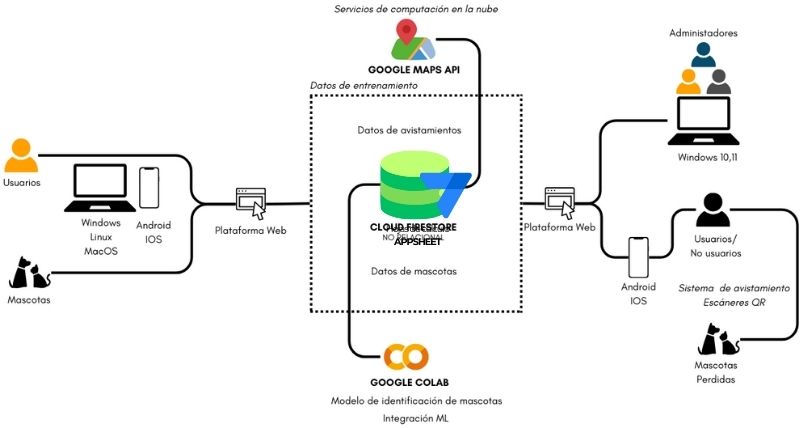 Servicios de computación en la nube
GOOGLE MAPS API
Datos de entrenamiento
Datos de avistamientos
CLOUD FIRESTORE
NO RELACIONAL
APPSHEET
Datos de mascotas
GOOGLE COLAB
Modelo de identificación de mascotas
Integración ML
Usuarios
Windows
Linux
MacOS
Android
IOS
Mascotas
Plataforma Web
Plataforma Web
Administadores
Windows 10,11
Usuarios/
No usuarios
Android
IOS
Sistema de avistamiento
Escáneres QR
Mascotas
Perdidas